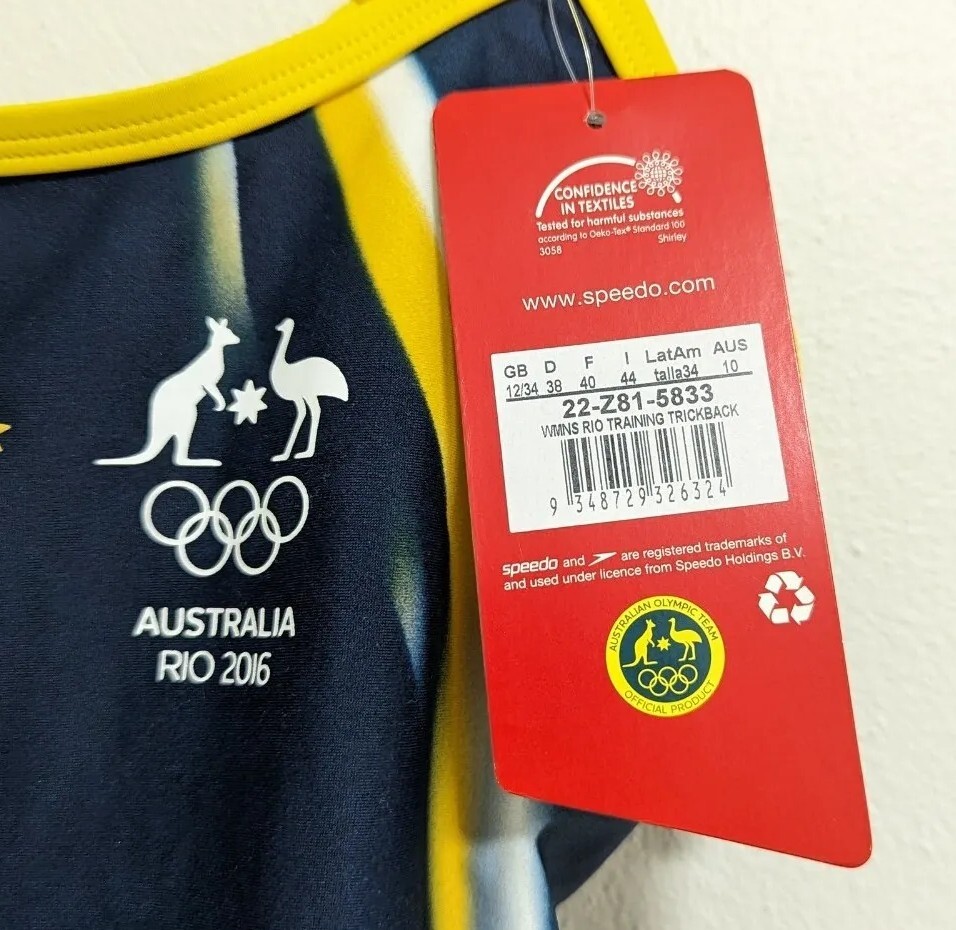 AUSTRALIA
RIO 2016
CONFIDENCE
IN TEXTILES
Tested for harmful substances
according to Oeko-Tex® Standard 100
3058 Shirley
www.speedo.com
GB D F I LatAm AUS
12/34 38 40 44 talla34 10
22-Z81-5833
WMNS RIO TRAINING TRICKBACK
9 348729 326324
speedo and are registered trademarks of
and used under licence from Speedo Holdings B.V.
AUSTRALIAN OLYMPIC TEAM
OFFICIAL PRODUCT